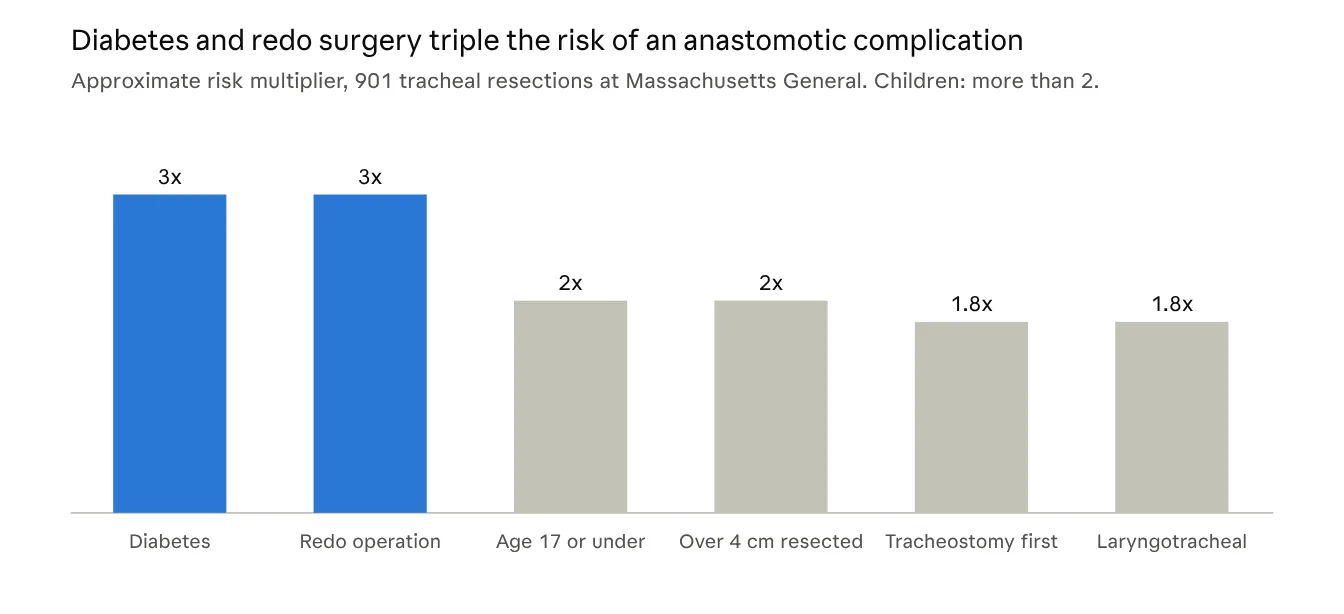 Diabetes and redo surgery triple the risk of an anastomotic complication
Approximate risk multiplier, 901 tracheal resections at Massachusetts General. Children: more than 2.
3x
3x
2x
2x
1.8x
1.8x
Diabetes
Redo operation
Age 17 or under
Over 4 cm resected
Tracheostomy first
Laryngotracheal